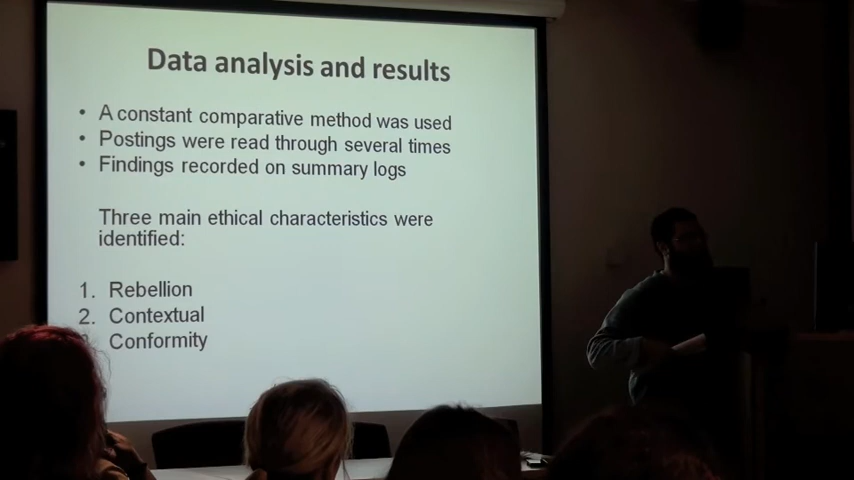 Data analysis and results
• A constant comparative method was used
• Postings were read through several times
• Findings recorded on summary logs
Three main ethical characteristics were
identified:
1. Rebellion
2. Contextual
Conformity